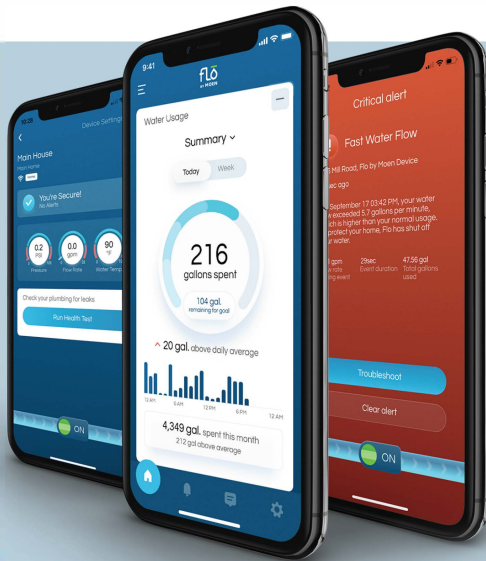 10:28
Device Settings
Main House
Main Home
You're Secure!
No Alerts
0.2
PSI
Pressure
0.0
gpm
Flow Rate
90
°F
Water Temp
Check your plumbing for leaks
Run Health Test
ON
9:41
flo
BY MOEN
Water Usage
Summary
Today
Week
216
gallons spent
104 gal.
remaining for goal
20 gal. above daily average
12 AM
6 AM
12 PM
6 PM
12 AM
4,349 gal. spent this month
212 gal above average
Critical alert
Fast Water Flow
Mill Road, Flo by Moen Device
sec ago
September 17 03:42 PM, your water
exceeded 5.7 gallons per minute,
is higher than your normal usage.
protect your home, Flo has shut off
water.
gpm
29sec
47.56 gal
rate
Event duration
Total gallons
event
used
Troubleshoot
Clear alert
ON